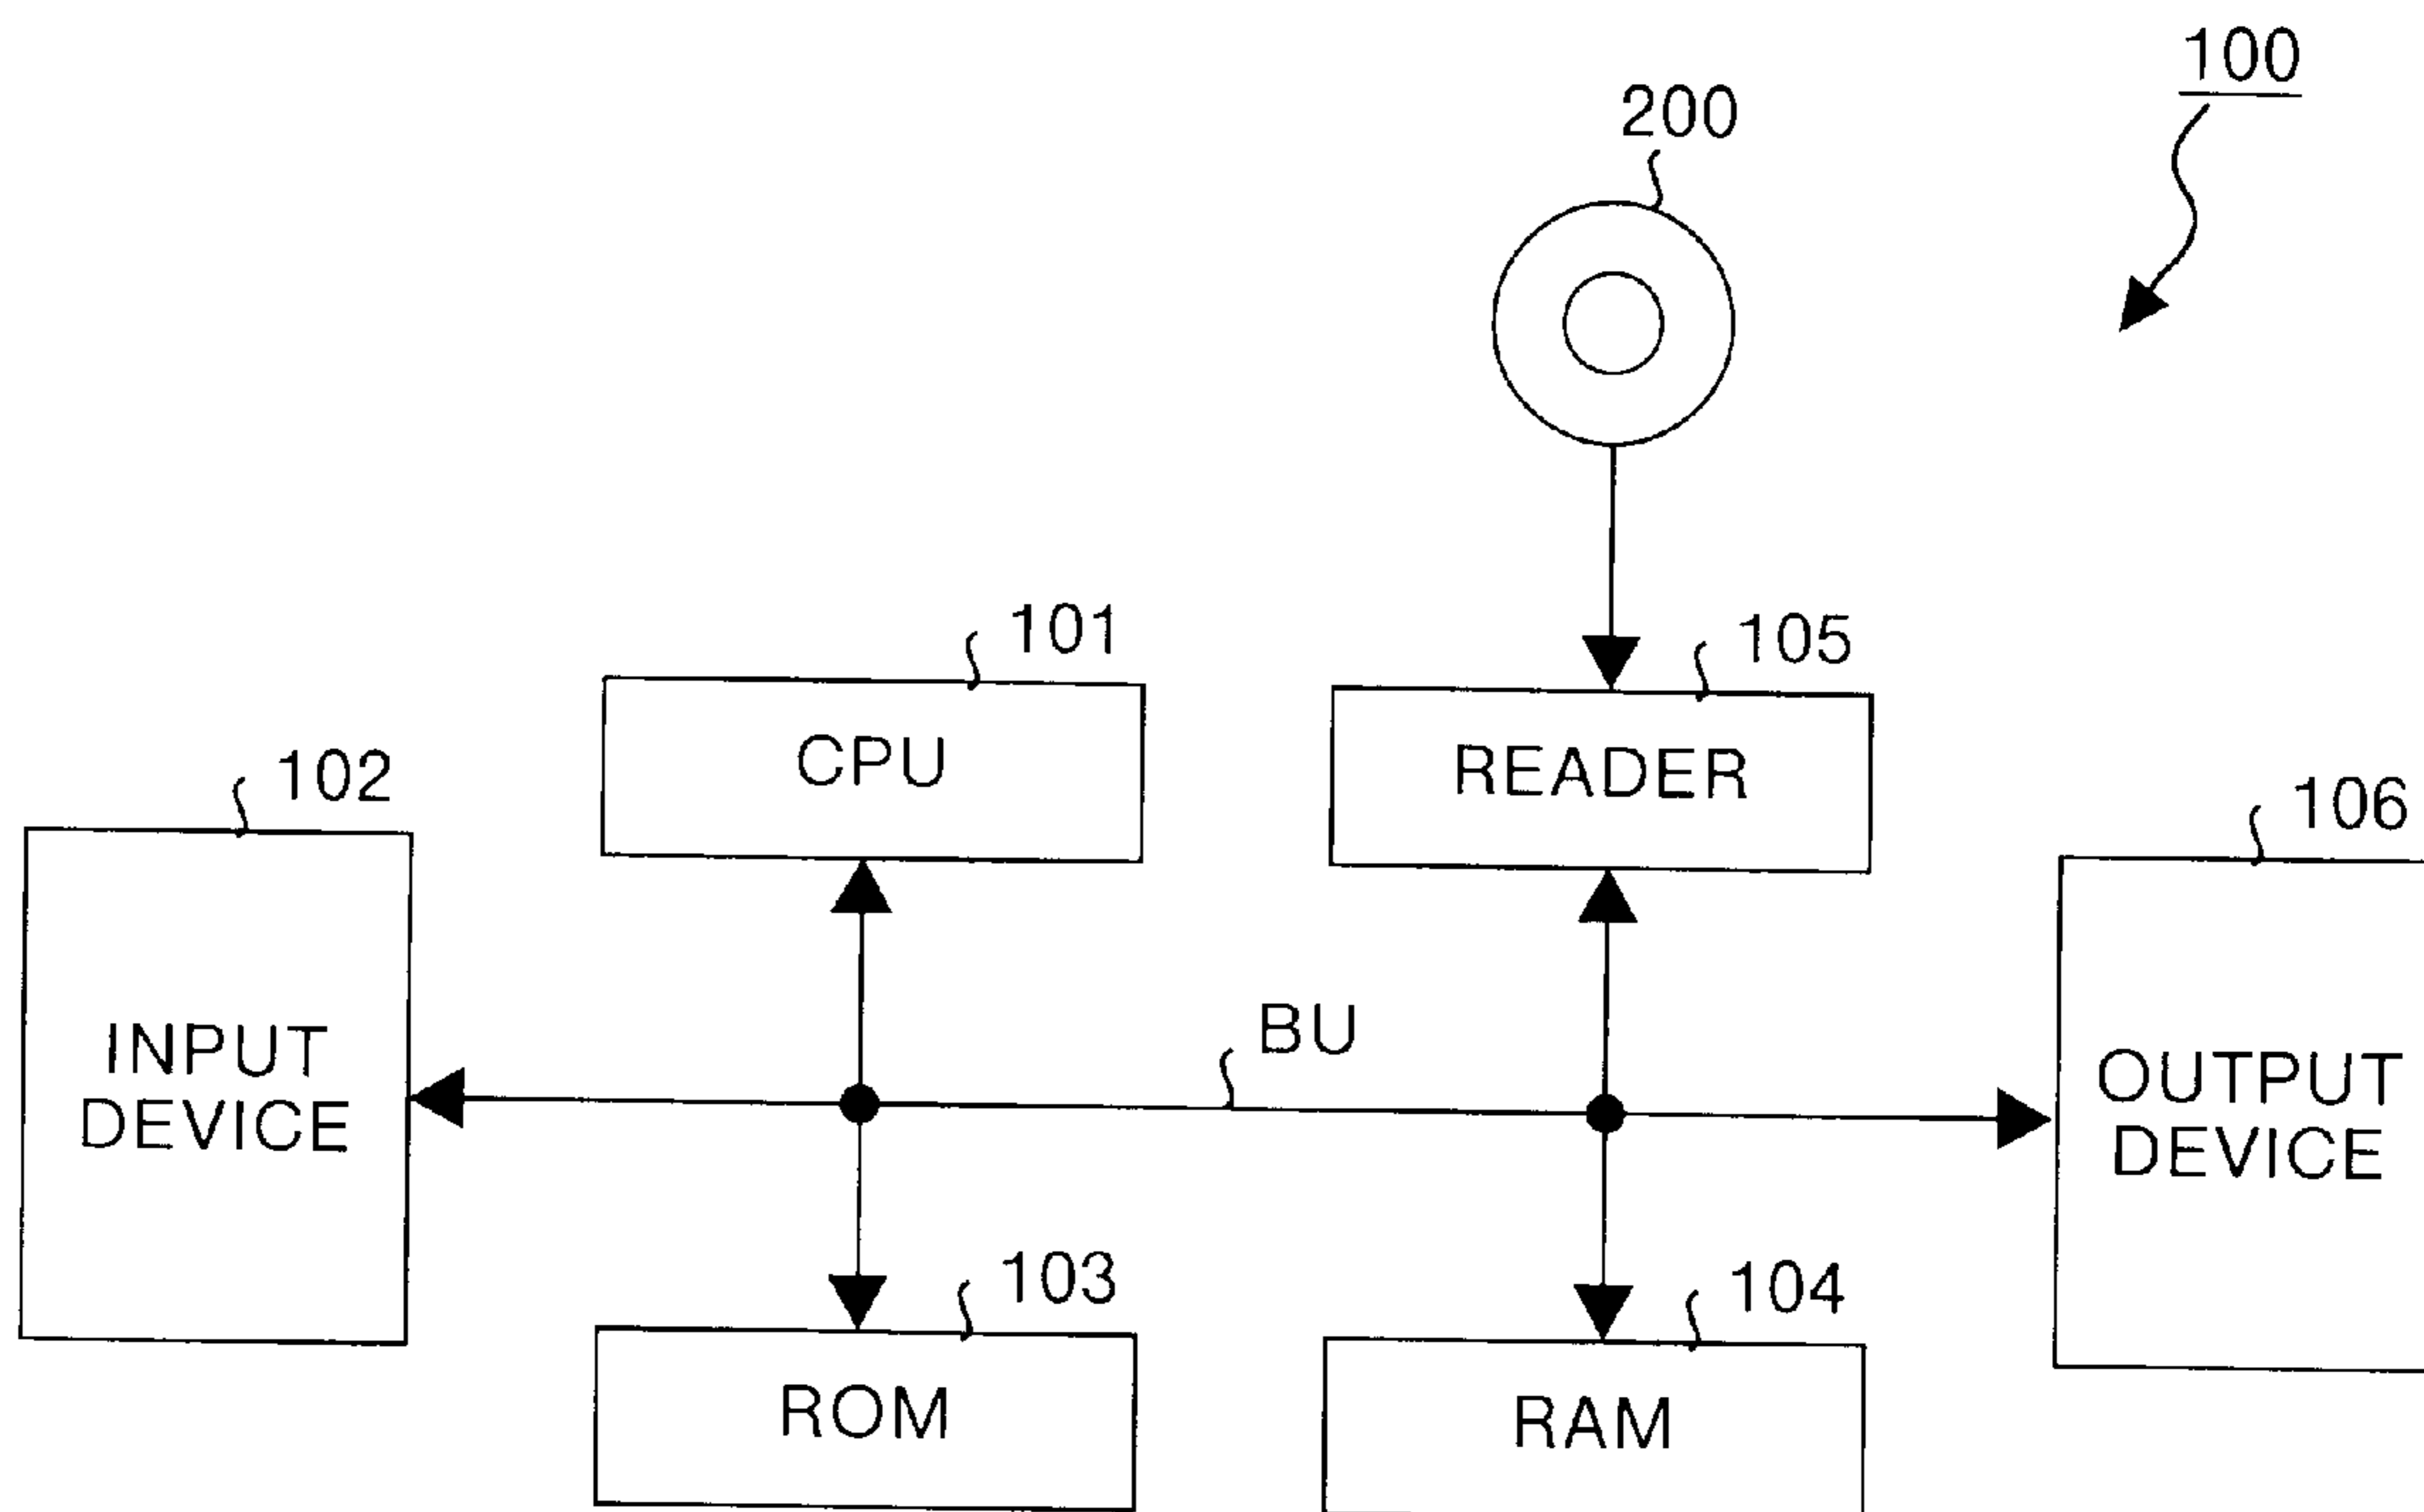 100
200
101
105
CPU
READER
102
106
INPUT
DEVICE
BU
OUTPUT
DEVICE
103
104
ROM
RAM